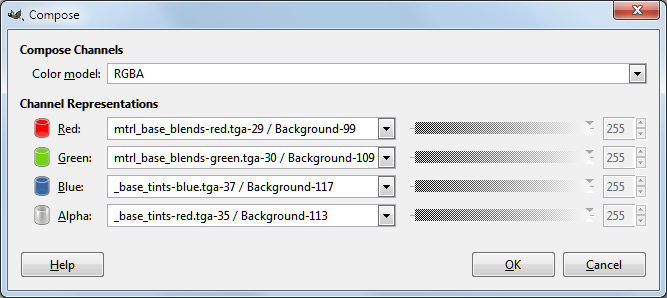 Compose
Compose Channels
Color model: RGBA
Channel Representations
Red: mtrl_base_blends-red.tga-29 / Background-99 255
Green: mtrl_base_blends-green.tga-30 / Background-109 255
Blue: _base_tints-blue.tga-37 / Background-117 255
Alpha: _base_tints-red.tga-35 / Background-113 255
Help OK Cancel